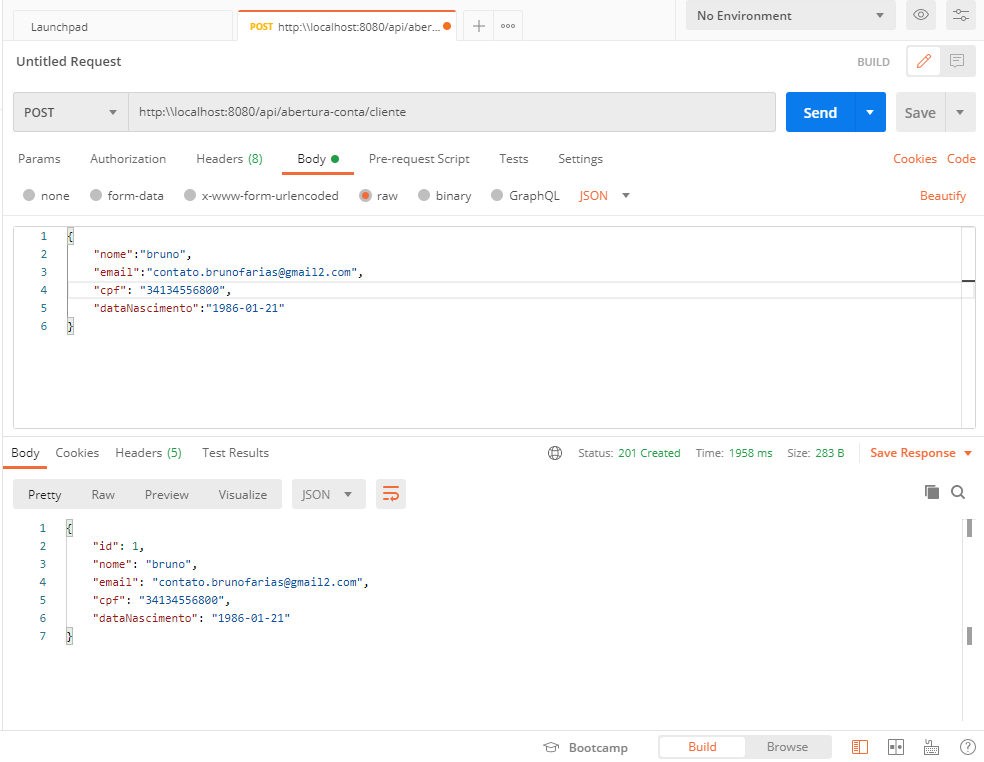 Launchpad
POST http:\\localhost:8080/api/aber...
No Environment
Untitled Request
BUILD
POST
http:\\localhost:8080/api/abertura-conta/cliente
Send
Save
Params Authorization Headers (8) Body Pre-request Script Tests Settings Cookies Code
none form-data x-www-form-urlencoded raw binary GraphQL JSON Beautify
1 {
2 "nome":"bruno",
3 "email":"contato.brunofarias@gmail2.com",
4 "cpf": "34134556800",
5 "dataNascimento":"1986-01-21"
6 }
Body Cookies Headers (5) Test Results Status: 201 Created Time: 1958 ms Size: 283 B Save Response
Pretty Raw Preview Visualize JSON
1 {
2 "id": 1,
3 "nome": "bruno",
4 "email": "contato.brunofarias@gmail2.com",
5 "cpf": "34134556800",
6 "dataNascimento": "1986-01-21"
7 }
Bootcamp Build Browse ?